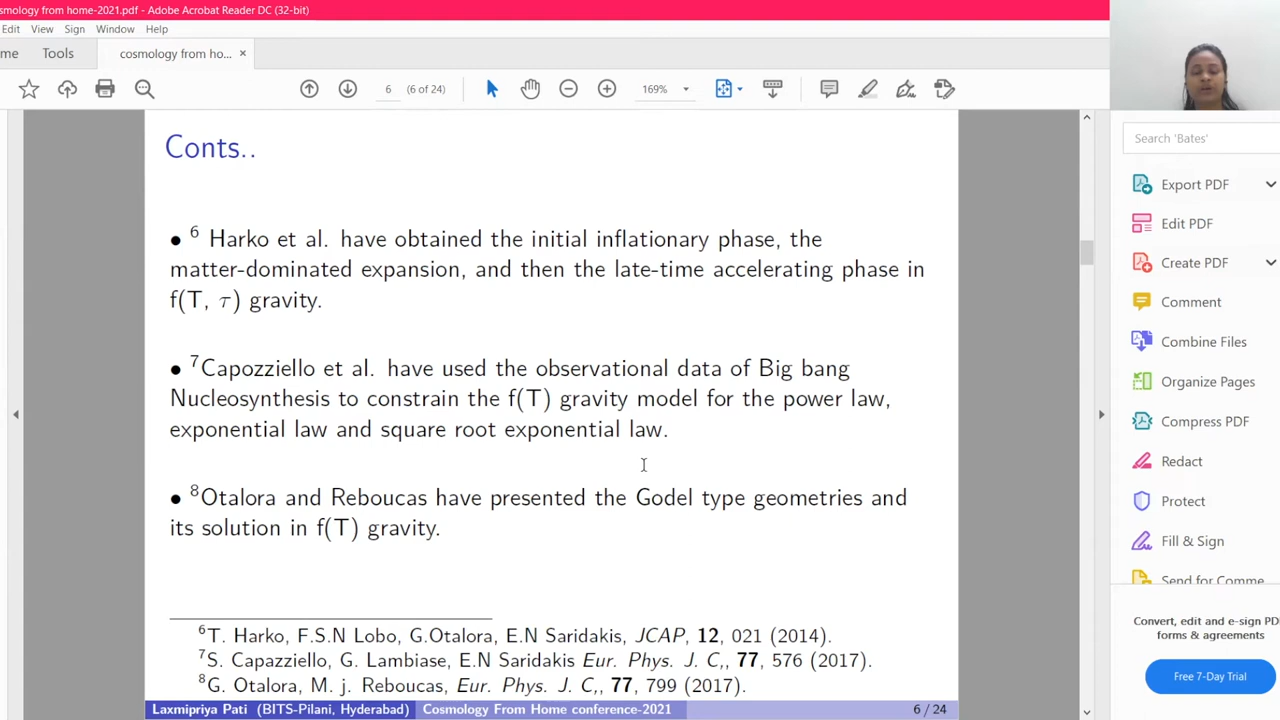 osmology from home-2021.pdf - Adobe Acrobat Reader DC (32-bit)
Edit View Sign Window Help
me Tools cosmology from ho... ×
6 (6 of 24) 169%
Conts..
• 6 Harko et al. have obtained the initial inflationary phase, the
matter-dominated expansion, and then the late-time accelerating phase in
f(T, τ) gravity.
• 7Capozziello et al. have used the observational data of Big bang
Nucleosynthesis to constrain the f(T) gravity model for the power law,
exponential law and square root exponential law.
• 8Otalora and Reboucas have presented the Godel type geometries and
its solution in f(T) gravity.
6T. Harko, F.S.N Lobo, G.Otalora, E.N Saridakis, JCAP, 12, 021 (2014).
7S. Capazziello, G. Lambiase, E.N Saridakis Eur. Phys. J. C,, 77, 576 (2017).
8G. Otalora, M. j. Reboucas, Eur. Phys. J. C,, 77, 799 (2017).
Laxmipriya Pati (BITS-Pilani, Hyderabad) Cosmology From Home conference-2021 6 / 24
Search 'Bates'
Export PDF
Edit PDF
Create PDF
Comment
Combine Files
Organize Pages
Compress PDF
Redact
Protect
Fill & Sign
Send for Comme
Convert, edit and e-sign PD
forms & agreements
Free 7-Day Trial